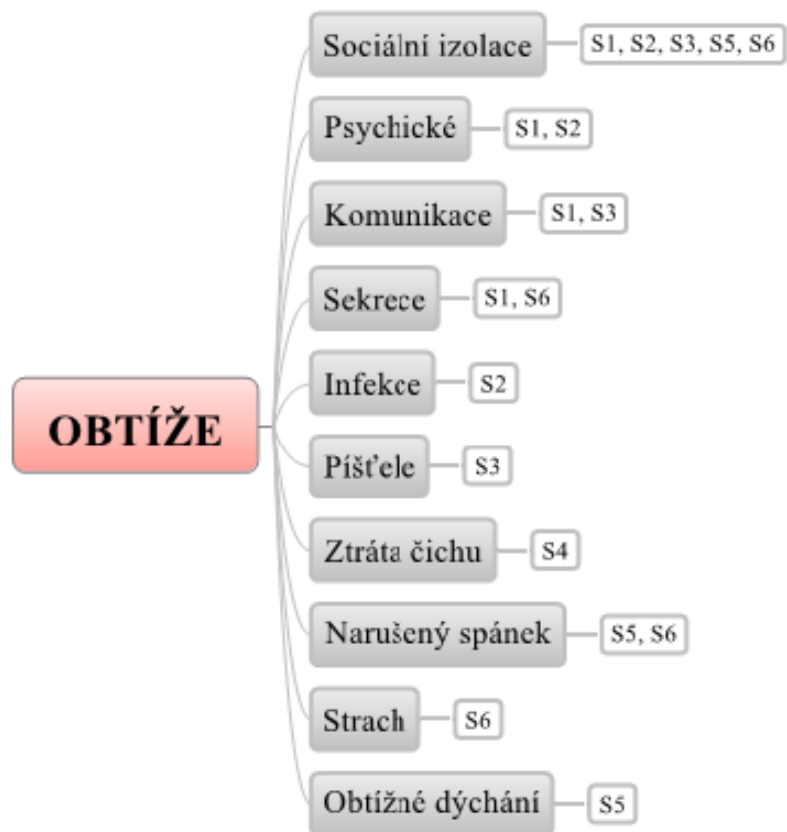 Sociální izolace
S1, S2, S3, S5, S6
Psychické
S1, S2
Komunikace
S1, S3
Sekrece
S1, S6
Infekce
S2
OBTÍŽE
Píšťele
S3
Ztráta čichu
S4
Narušený spánek
S5, S6
Strach
S6
Obtížné dýchání
S5